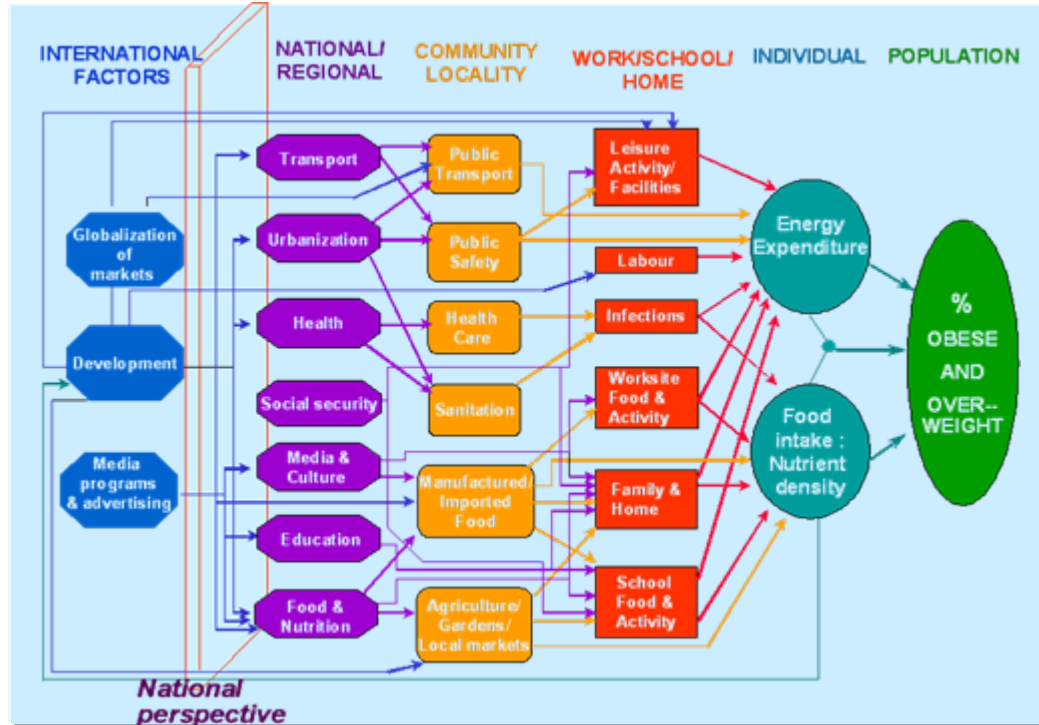 INTERNATIONAL
FACTORS
NATIONAL/
REGIONAL
COMMUNITY
LOCALITY
WORK/SCHOOL/
HOME
INDIVIDUAL
POPULATION
Globalization
of
markets
Development
Media
programs
& advertising
Transport
Urbanization
Health
Social security
Media &
Culture
Education
Food &
Nutrition
Public
Transport
Public
Safety
Health
Care
Sanitation
Manufactured/
Imported
Food
Agriculture/
Gardens/
Local markets
Leisure
Activity/
Facilities
Labour
Infections
Worksite
Food &
Activity
Family &
Home
School
Food &
Activity
Energy
Expenditure
Food
intake :
Nutrient
density
%
OBESE
AND
OVER--
WEIGHT
National
perspective